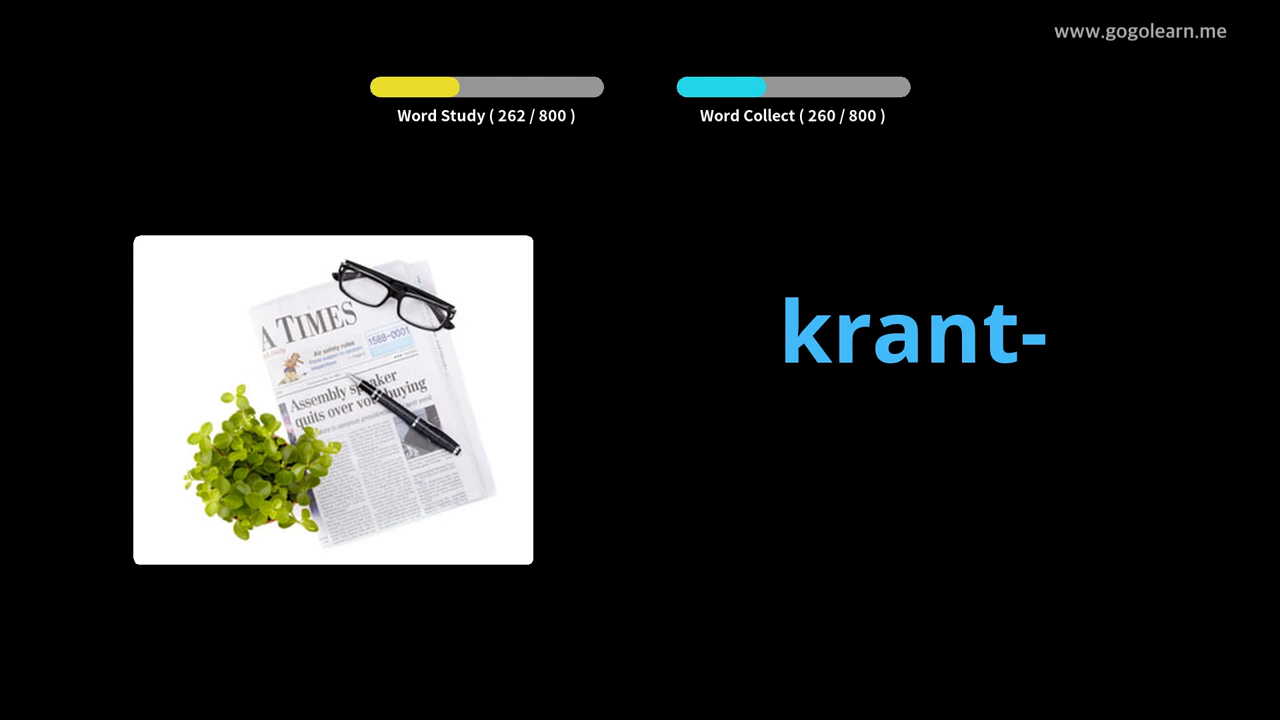 www.gogolearn.me
Word Study ( 262 / 800 )
Word Collect ( 260 / 800 )
krant-
A TIMES
Air safety rules
1588-0001
Assembly speaker
quits over vote buying